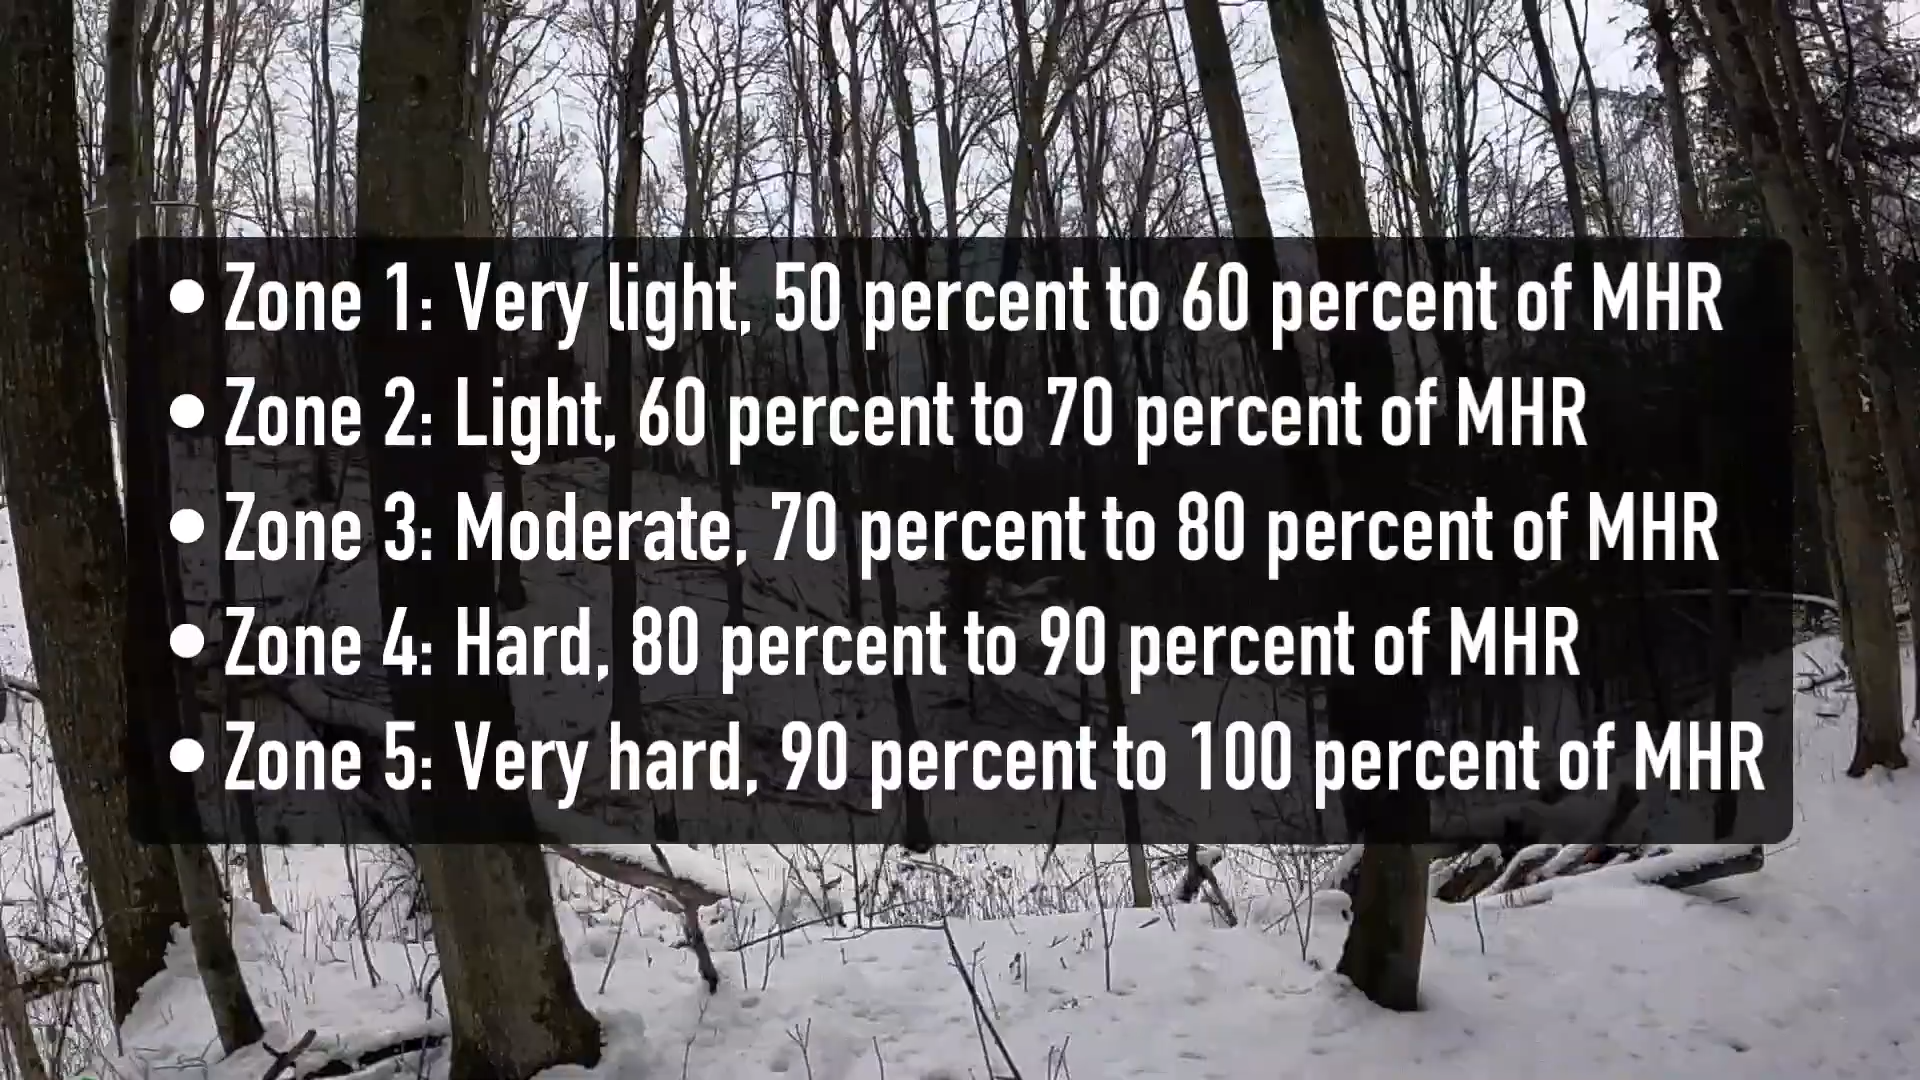 • Zone 1: Very light, 50 percent to 60 percent of MHR
• Zone 2: Light, 60 percent to 70 percent of MHR
• Zone 3: Moderate, 70 percent to 80 percent of MHR
• Zone 4: Hard, 80 percent to 90 percent of MHR
• Zone 5: Very hard, 90 percent to 100 percent of MHR